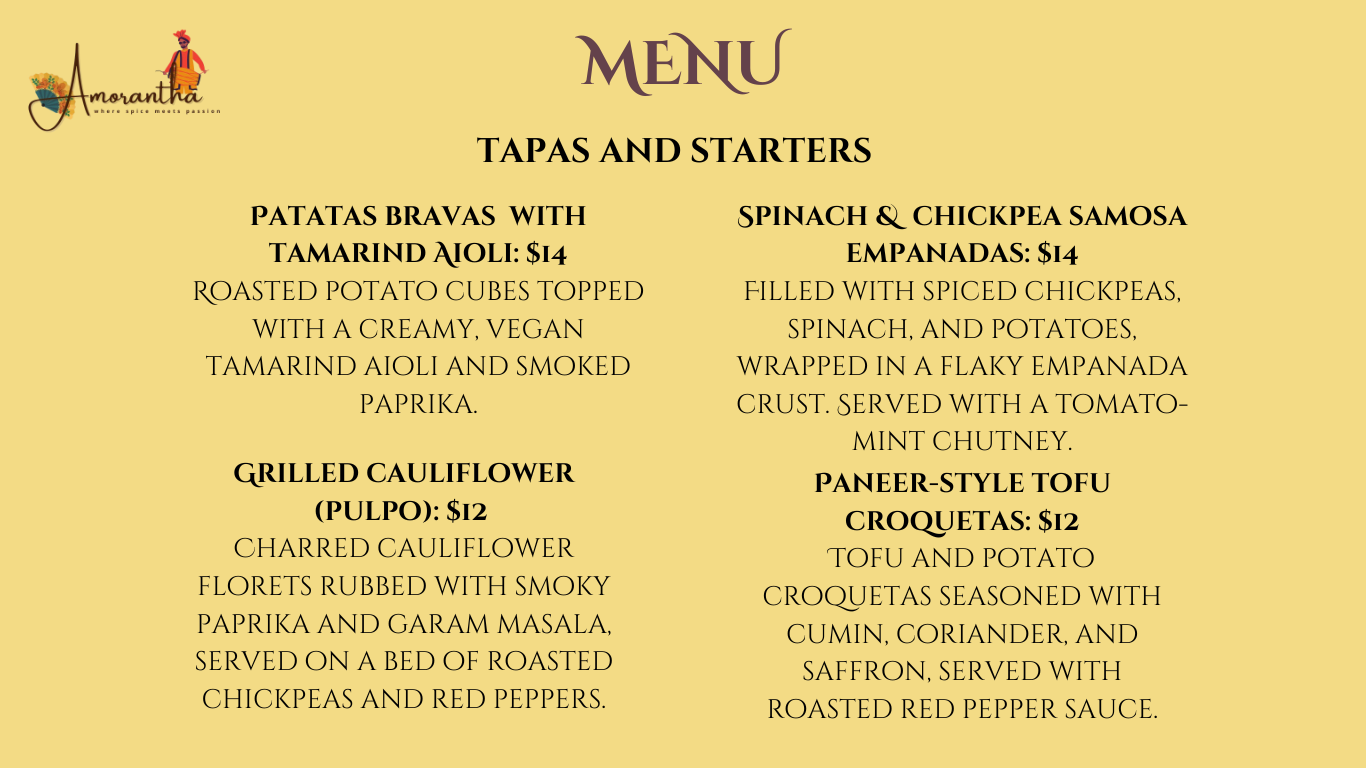 Amorantha
where spice meets passion
MENU
TAPAS AND STARTERS
PATATAS BRAVAS WITH
TAMARIND AIOLI: $14
ROASTED POTATO CUBES TOPPED
WITH A CREAMY, VEGAN
TAMARIND AIOLI AND SMOKED
PAPRIKA.
GRILLED CAULIFLOWER
(PULPO): $12
CHARRED CAULIFLOWER
FLORETS RUBBED WITH SMOKY
PAPRIKA AND GARAM MASALA,
SERVED ON A BED OF ROASTED
CHICKPEAS AND RED PEPPERS.
SPINACH & CHICKPEA SAMOSA
EMPANADAS: $14
FILLED WITH SPICED CHICKPEAS,
SPINACH, AND POTATOES,
WRAPPED IN A FLAKY EMPANADA
CRUST. SERVED WITH A TOMATO-
MINT CHUTNEY.
PANEER-STYLE TOFU
CROQUETAS: $12
TOFU AND POTATO
CROQUETAS SEASONED WITH
CUMIN, CORIANDER, AND
SAFFRON, SERVED WITH
ROASTED RED PEPPER SAUCE.